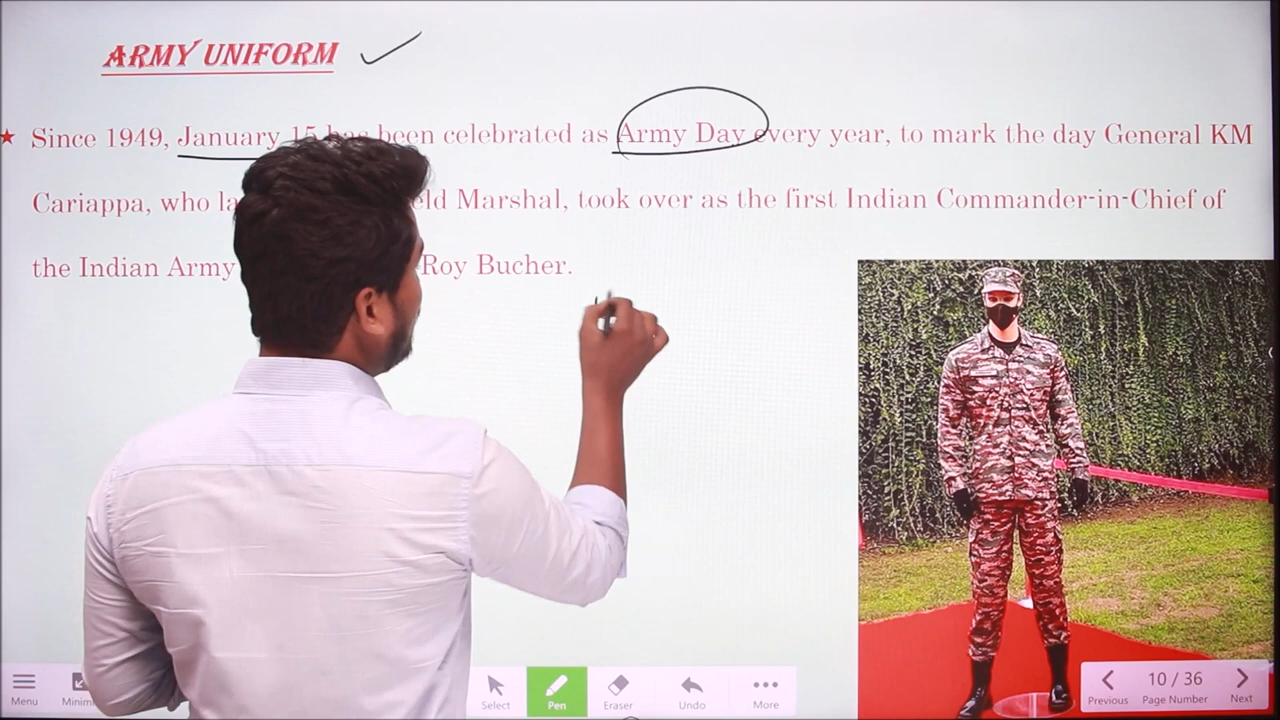 ARMY UNIFORM
Since 1949, January 15 has been celebrated as Army Day every year, to mark the day General KM
Cariappa, who Marshal, took over as the first Indian Commander-in-Chief of
the Indian Army Roy Bucher.
Menu
Select
Pen
Eraser
Undo
More
10 / 36
Previous
Page Number
Next